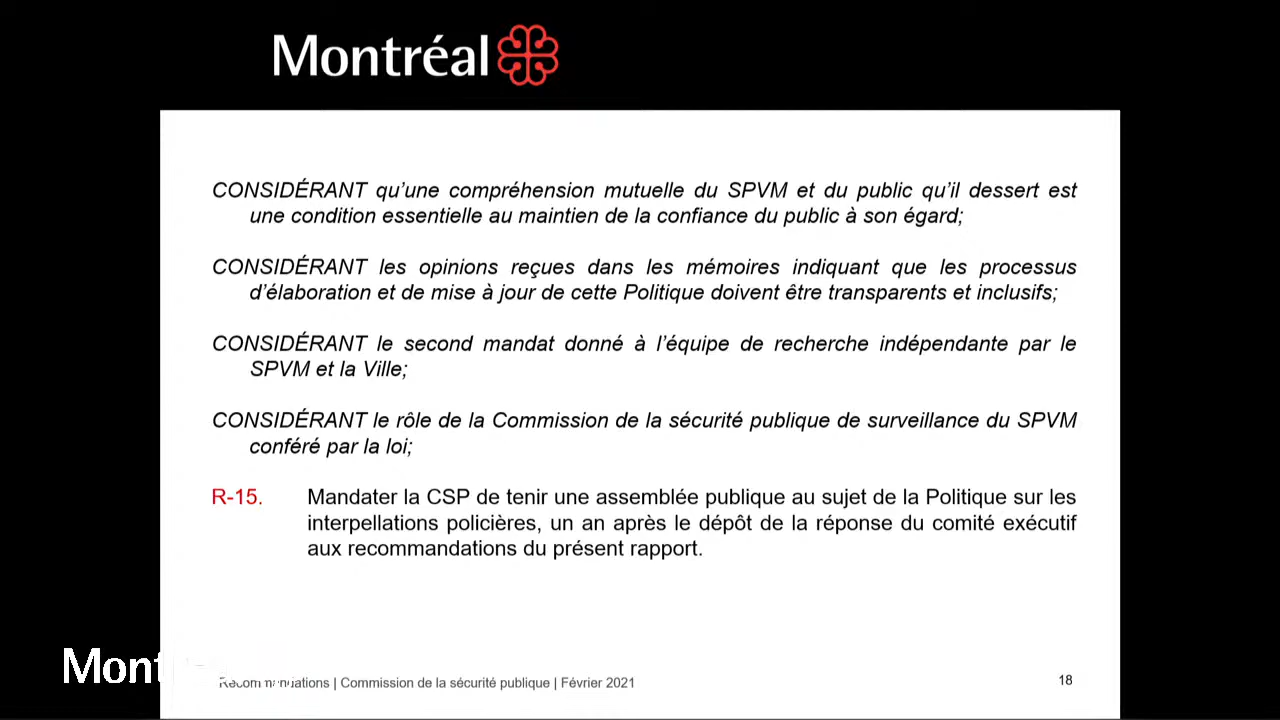 Montréal
CONSIDÉRANT qu'une compréhension mutuelle du SPVM et du public qu'il dessert est
une condition essentielle au maintien de la confiance du public à son égard;
CONSIDÉRANT les opinions reçues dans les mémoires indiquant que les processus
d'élaboration et de mise à jour de cette Politique doivent être transparents et inclusifs;
CONSIDÉRANT le second mandat donné à l'équipe de recherche indépendante par le
SPVM et la Ville;
CONSIDÉRANT le rôle de la Commission de la sécurité publique de surveillance du SPVM
conféré par la loi;
R-15. Mandater la CSP de tenir une assemblée publique au sujet de la Politique sur les
interpellations policières, un an après le dépôt de la réponse du comité exécutif
aux recommandations du présent rapport.
Mont
Recommandations | Commission de la sécurité publique | Février 2021 18